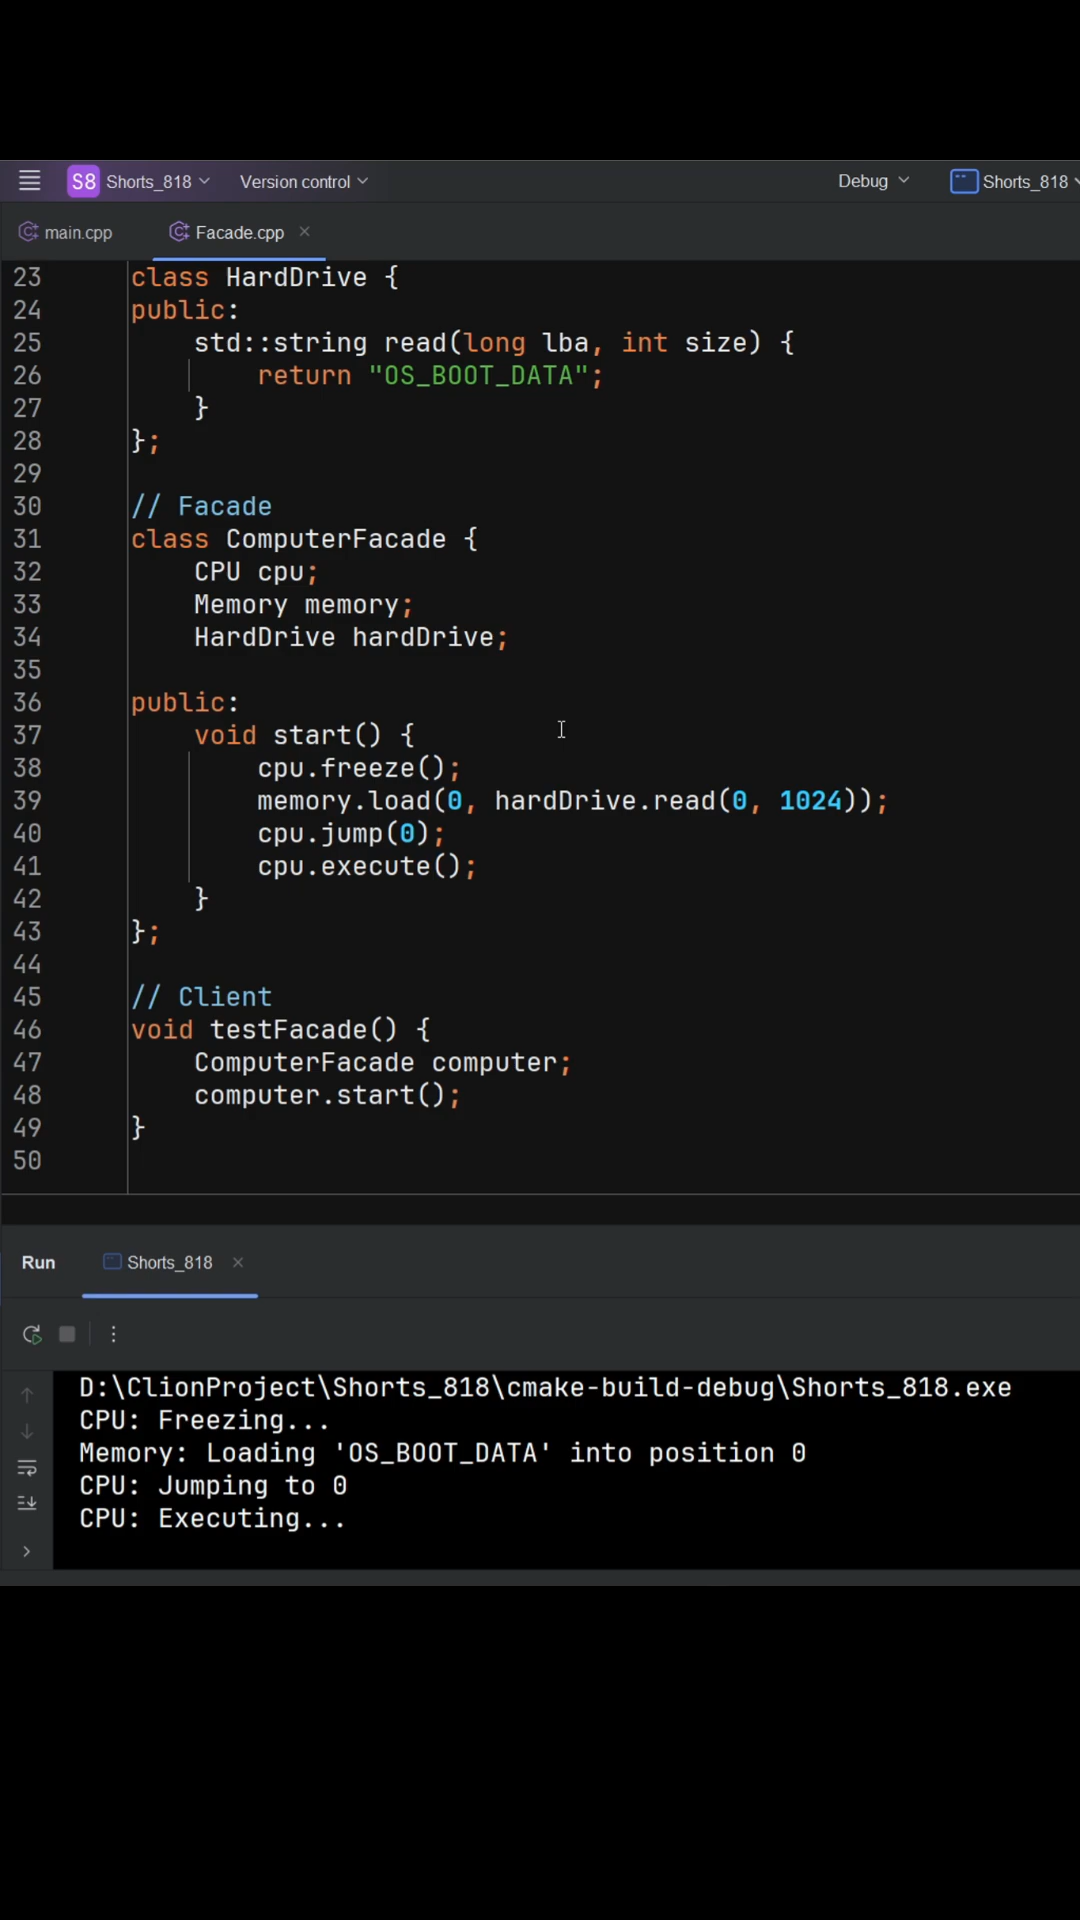 S8 Shorts_818 Version control Debug Shorts_818
main.cpp Facade.cpp
23 class HardDrive {
24 public:
25     std::string read(long lba, int size) {
26         return "OS_BOOT_DATA";
27     }
28 };
29
30 // Facade
31 class ComputerFacade {
32     CPU cpu;
33     Memory memory;
34     HardDrive hardDrive;
35
36 public:
37     void start() {
38         cpu.freeze();
39         memory.load(0, hardDrive.read(0, 1024));
40         cpu.jump(0);
41         cpu.execute();
42     }
43 };
44
45 // Client
46 void testFacade() {
47     ComputerFacade computer;
48     computer.start();
49 }
50
Run Shorts_818
D:\ClionProject\Shorts_818\cmake-build-debug\Shorts_818.exe
CPU: Freezing...
Memory: Loading 'OS_BOOT_DATA' into position 0
CPU: Jumping to 0
CPU: Executing...